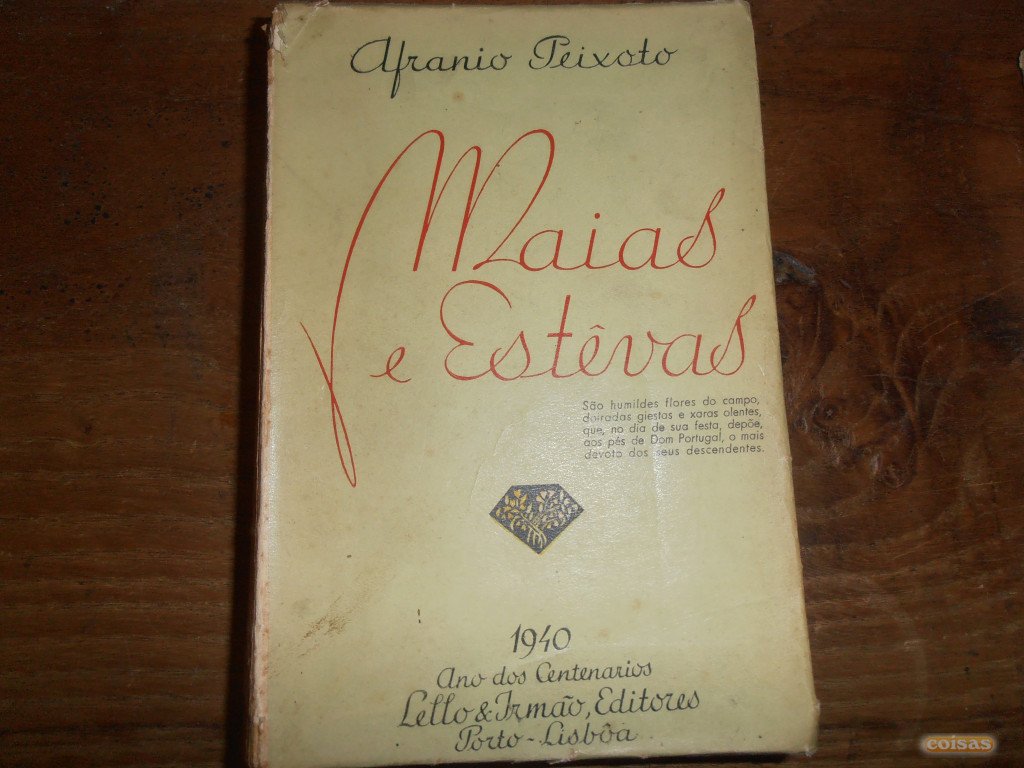 Afranio Peixoto
Maias
e Estêvas
São humildes flores do campo,
doiradas giestas e xaras olentes,
que, no dia de sua festa, depõe,
aos pés de Dom Portugal, o mais
devoto dos seus descendentes.
1940
Ano dos Centenarios
Lello & Irmão, Editores
Porto - Lisbôa
coisas